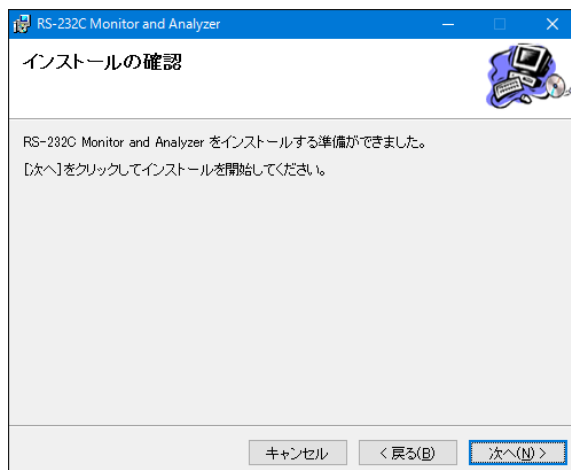 RS-232C Monitor and Analyzer
インストールの確認
RS-232C Monitor and Analyzer をインストールする準備ができました。
[次へ]をクリックしてインストールを開始してください。
キャンセル
< 戻る(B)
次へ(N) >